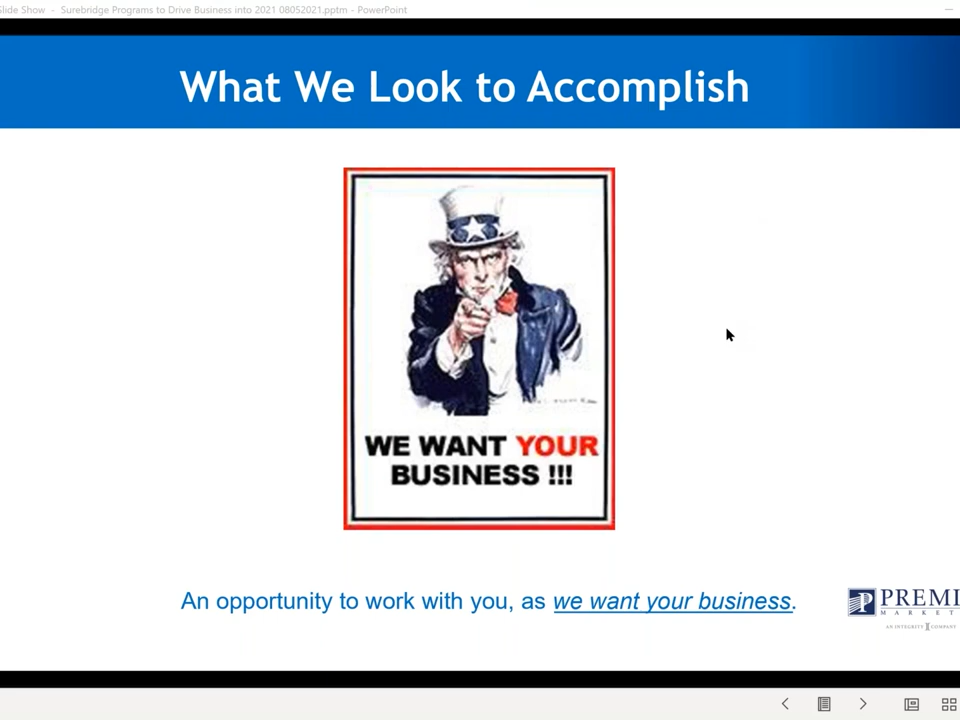 Slide Show - Surebridge Programs to Drive Business into 2021 08052021.pptm - PowerPoint
What We Look to Accomplish
WE WANT YOUR
BUSINESS !!!
An opportunity to work with you, as we want your business.
PREMI
MARKET
AN INTEGRITY COMPANY